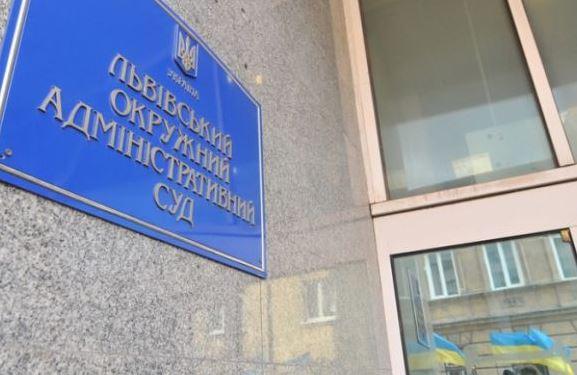 УКРАЇНА
ЛЬВІВСЬКИЙ
ОКРУЖНИЙ
АДМІНІСТРАТИВНИЙ
СУД